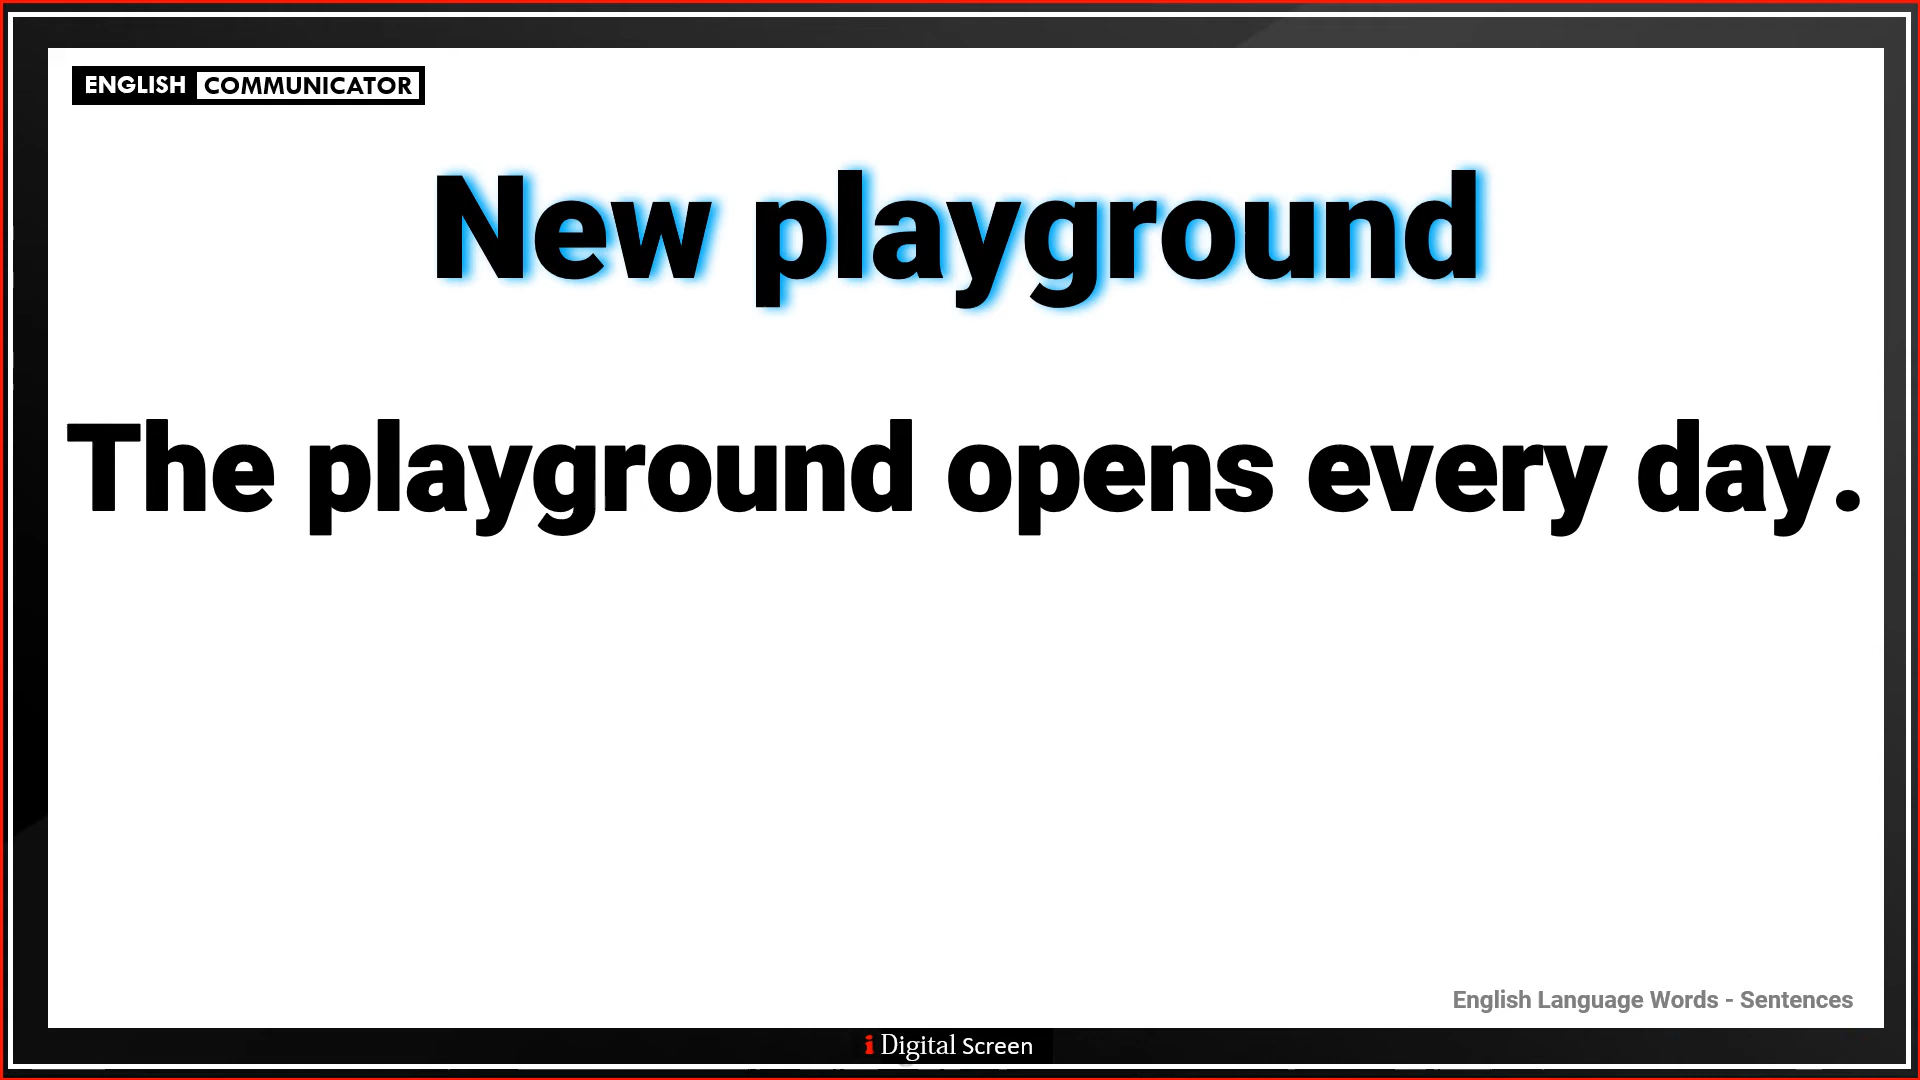 ENGLISH COMMUNICATOR
New playground
The playground opens every day.
English Language Words - Sentences
i Digital Screen